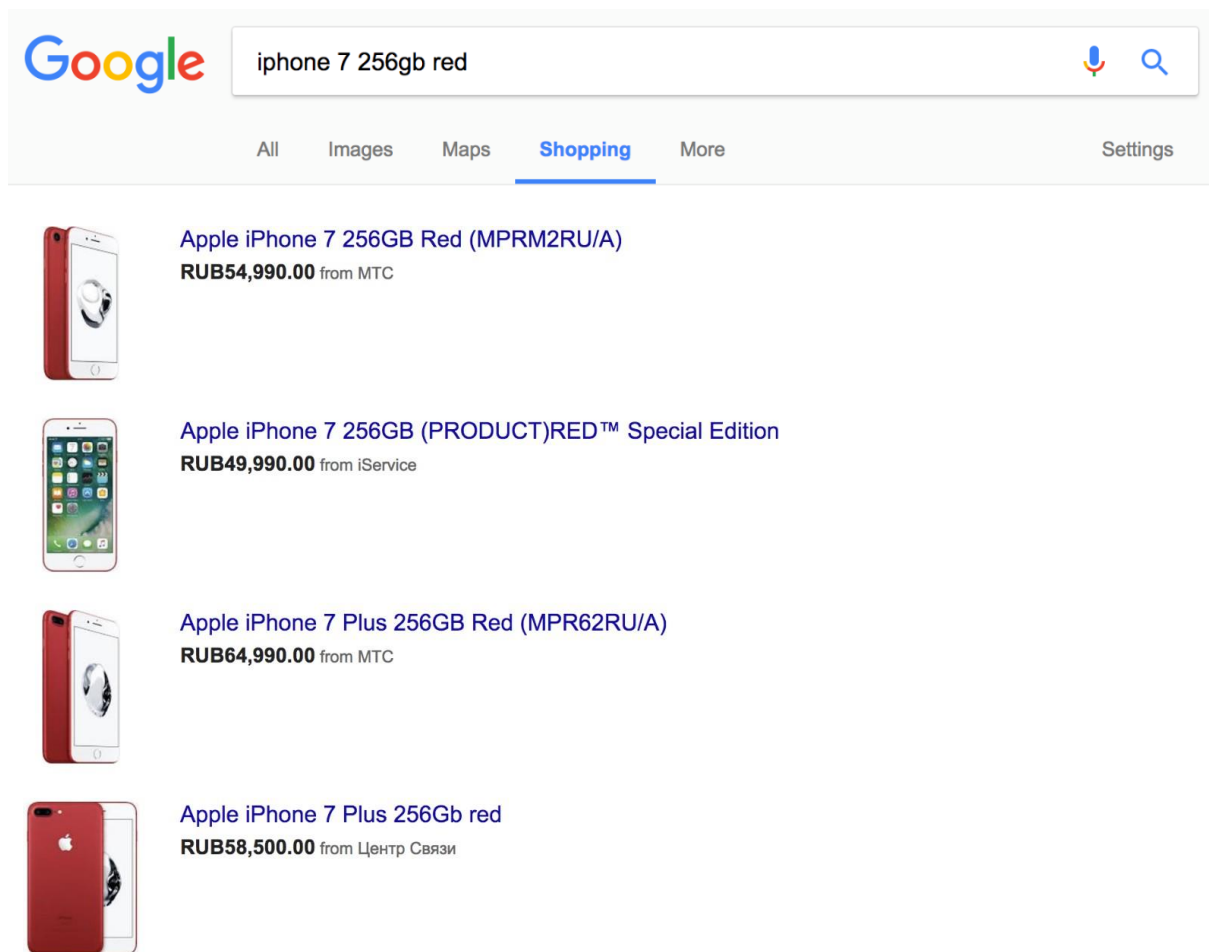 Google
iphone 7 256gb red
All Images Maps Shopping More Settings
Apple iPhone 7 256GB Red (MPRM2RU/A)
RUB54,990.00 from MTC
Apple iPhone 7 256GB (PRODUCT)RED™ Special Edition
RUB49,990.00 from iService
Apple iPhone 7 Plus 256GB Red (MPR62RU/A)
RUB64,990.00 from MTC
Apple iPhone 7 Plus 256Gb red
RUB58,500.00 from Центр Связи